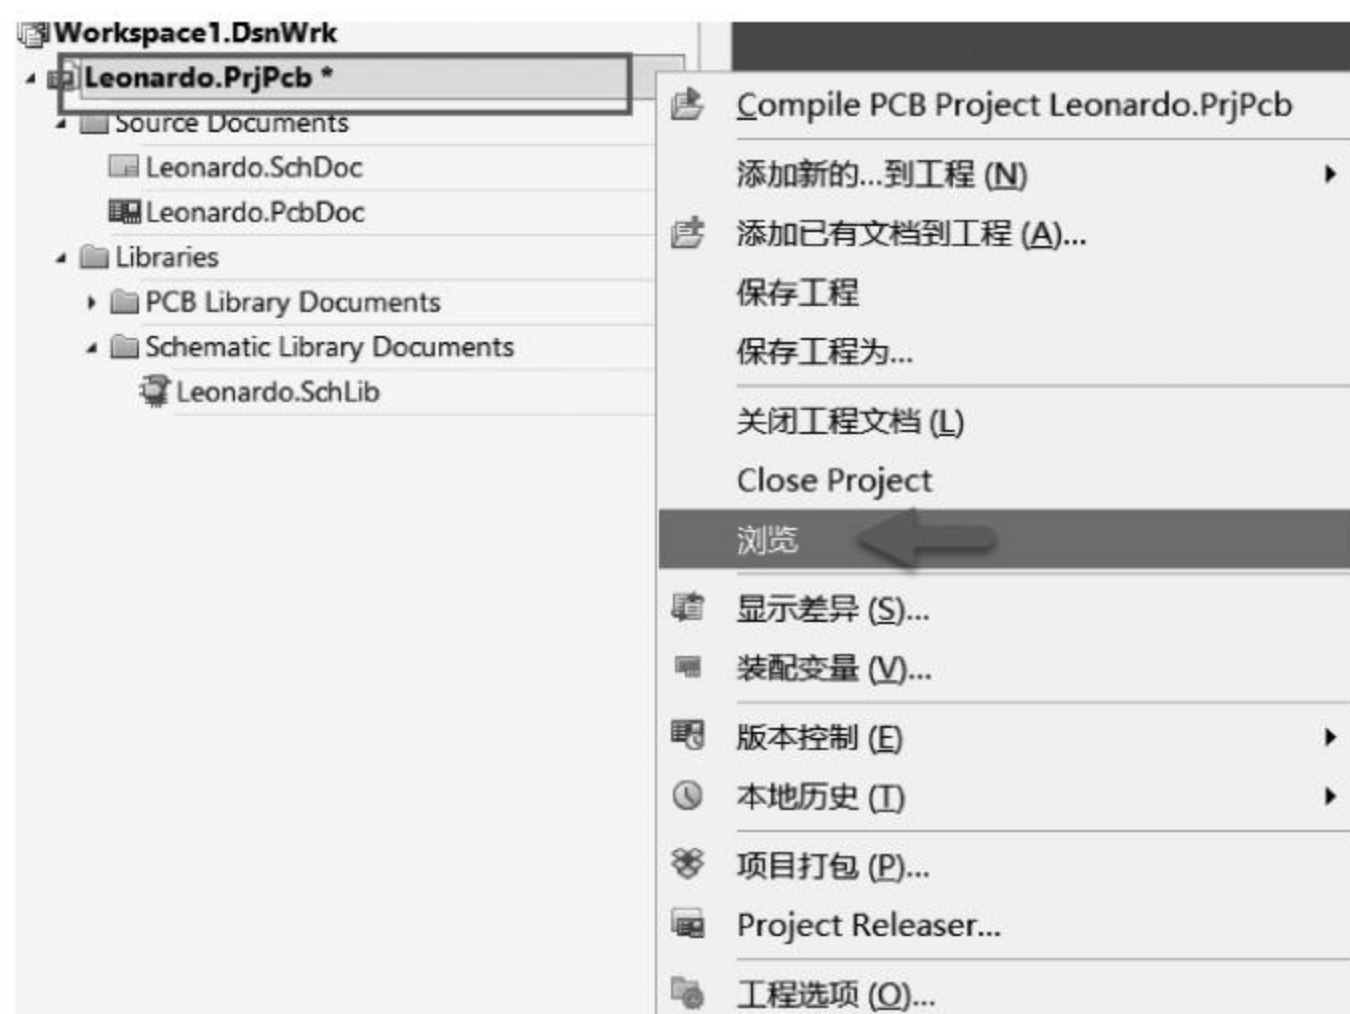 Workspace1.DsnWrk
Leonardo.PrjPcb *
Source Documents
Leonardo.SchDoc
Leonardo.PcbDoc
Libraries
PCB Library Documents
Schematic Library Documents
Leonardo.SchLib
Compile PCB Project Leonardo.PrjPcb
添加新的...到工程 (N)
添加已有文档到工程 (A)...
保存工程
保存工程为...
关闭工程文档 (L)
Close Project
浏览
显示差异 (S)...
装配变量 (V)...
版本控制 (E)
本地历史 (T)
项目打包 (P)...
Project Releaser...
工程选项 (O)...